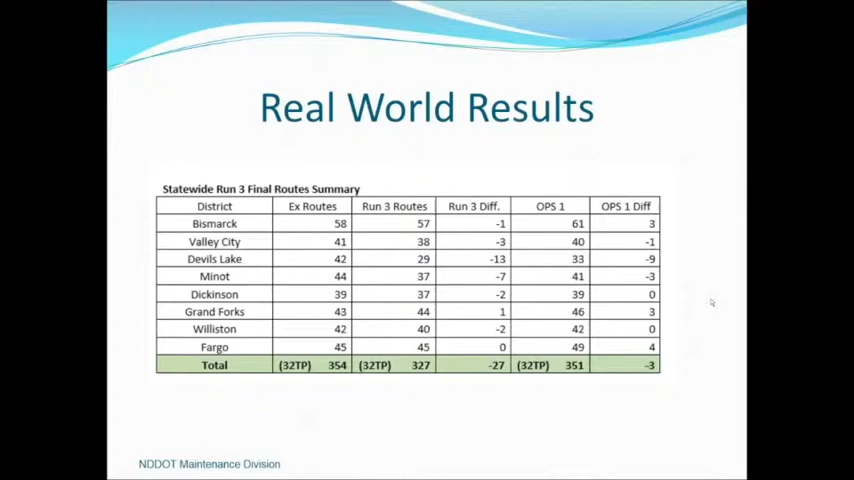 Real World Results
Statewide Run 3 Final Routes Summary
District Ex Routes Run 3 Routes Run 3 Diff. OPS 1 OPS 1 Diff
Bismarck 58 57 -1 61 3
Valley City 41 38 -3 40 -1
Devils Lake 42 29 -13 33 -9
Minot 44 37 -7 41 -3
Dickinson 39 37 -2 39 0
Grand Forks 43 44 1 46 3
Williston 42 40 -2 42 0
Fargo 45 45 0 49 4
Total (32TP) 354 (32TP) 327 -27 (32TP) 351 -3
NDDOT Maintenance Division